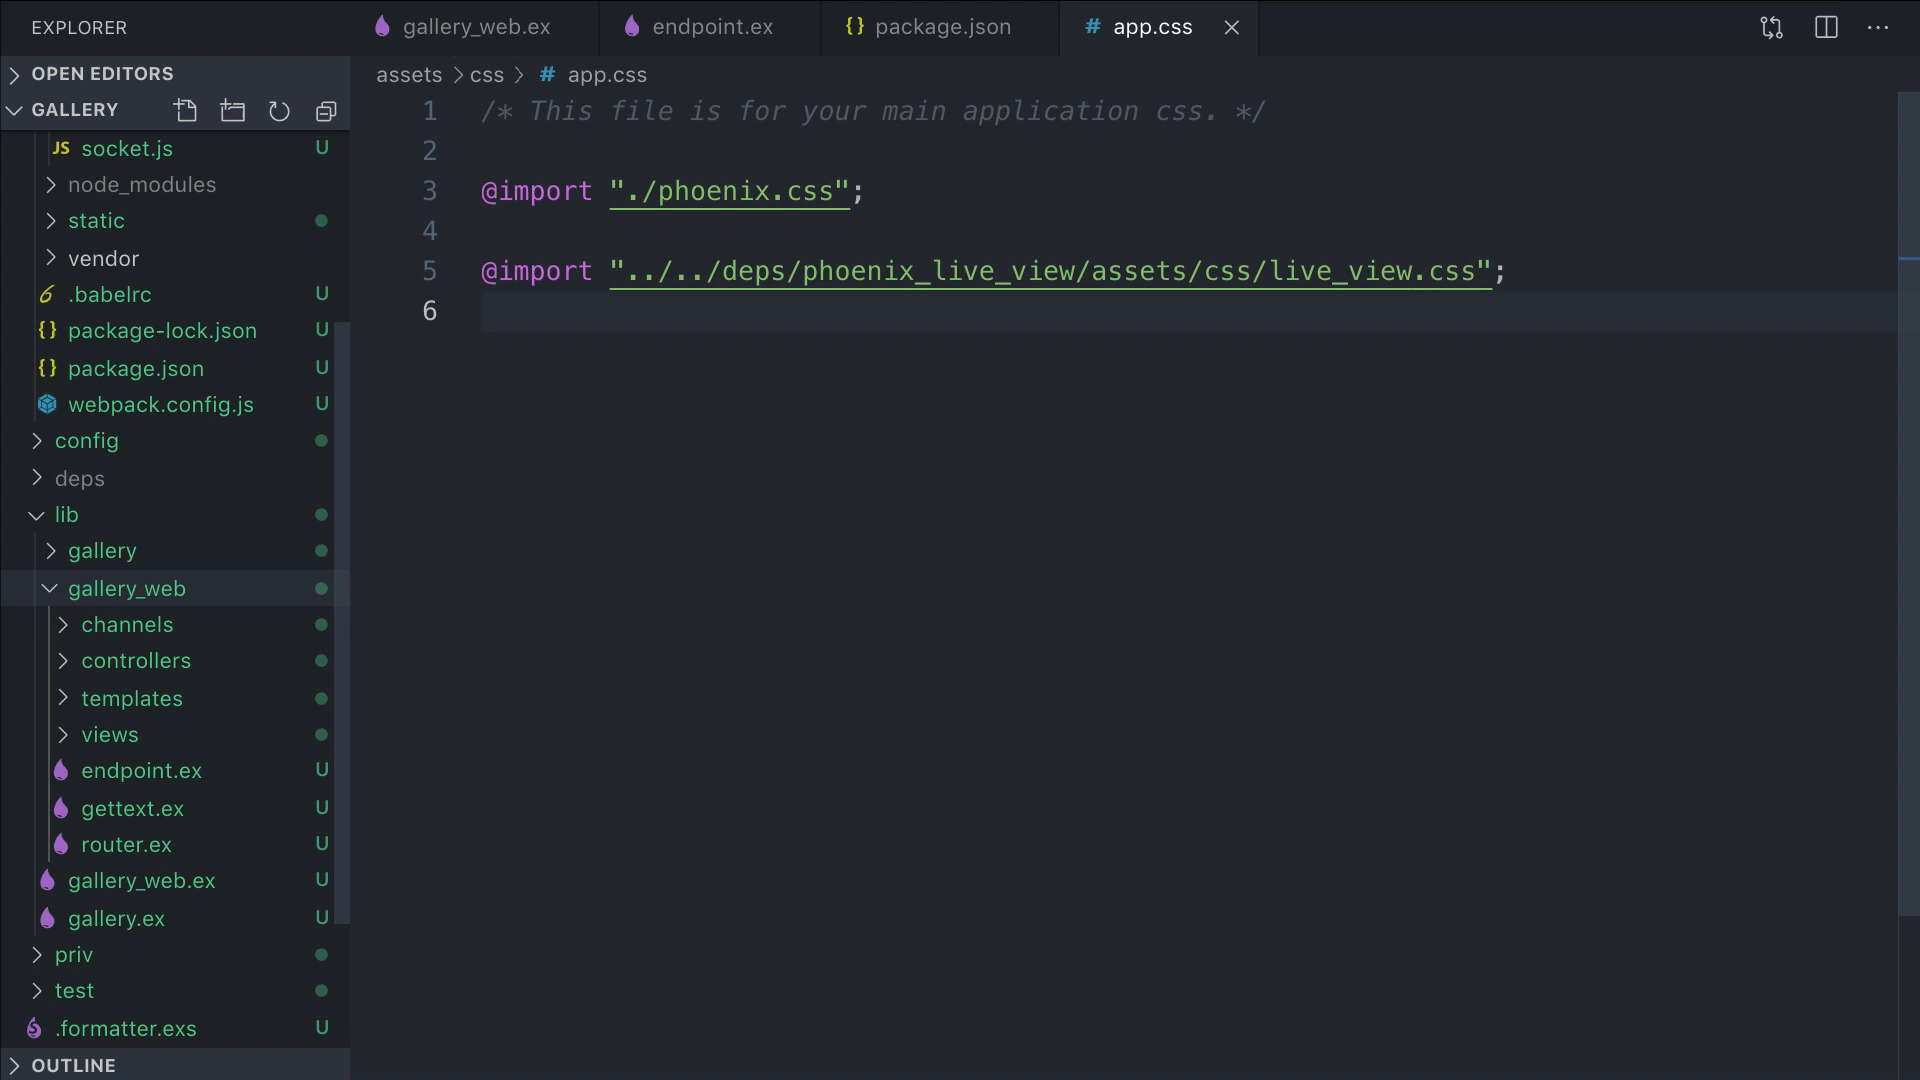 EXPLORER
gallery_web.ex
endpoint.ex
{} package.json
# app.css
OPEN EDITORS
GALLERY
JS socket.js U
node_modules
static
vendor
.babelrc U
{} package-lock.json U
{} package.json U
webpack.config.js U
config
deps
lib
gallery
gallery_web
channels
controllers
templates
views
endpoint.ex U
gettext.ex U
router.ex U
gallery_web.ex U
gallery.ex U
priv
test
.formatter.exs U
OUTLINE
assets > css > # app.css
1 /* This file is for your main application css. */
2
3 @import "./phoenix.css";
4
5 @import "../../deps/phoenix_live_view/assets/css/live_view.css";
6